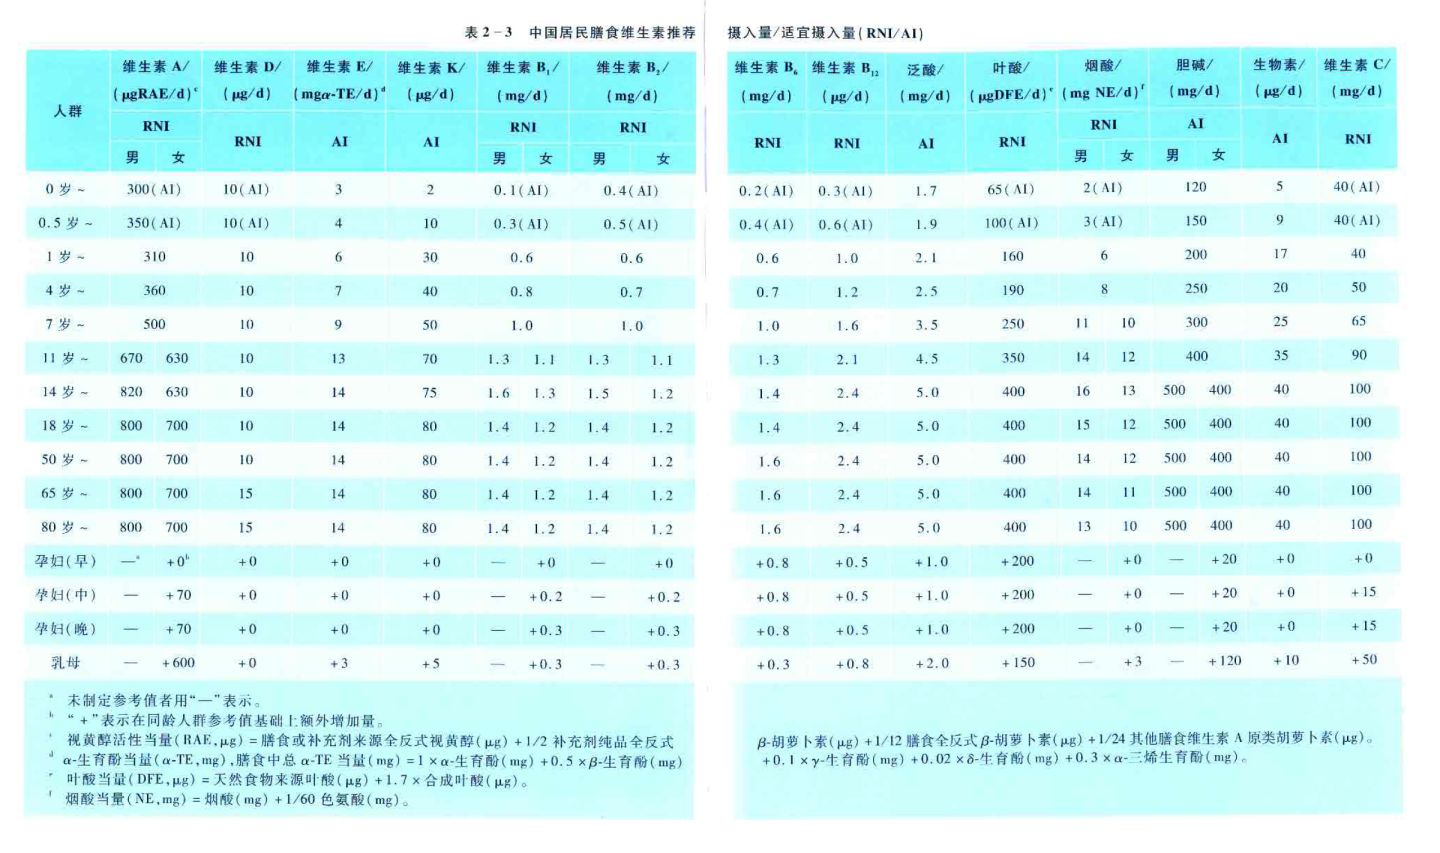 表 2－3 中国居民膳食维生素推荐摄入量/适宜摄入量(RNI/AI)
人群 维生素 A/ (μgRAE/d)c 维生素 D/ (μg/d) 维生素 E/ (mgα-TE/d)d 维生素 K/ (μg/d) 维生素 B1/ (mg/d) 维生素 B2/ (mg/d) 维生素 B6 (mg/d) 维生素 B12 (μg/d) 泛酸/ (mg/d) 叶酸/ (μgDFE/d)e 烟酸/ (mg NE/d)f 胆碱/ (mg/d) 生物素/ (μg/d) 维生素 C/ (mg/d)
RNI RNI AI AI RNI RNI RNI RNI AI RNI RNI AI AI RNI
男 女 男 女 男 女 男 女 男 女
0 岁~ 300(AI) 10(AI) 3 2 0.1(AI) 0.4(AI) 0.2(AI) 0.3(AI) 1.7 65(AI) 2(AI) 120 5 40(AI)
0.5 岁~ 350(AI) 10(AI) 4 10 0.3(AI) 0.5(AI) 0.4(AI) 0.6(AI) 1.9 100(AI) 3(AI) 150 9 40(AI)
1 岁~ 310 10 6 30 0.6 0.6 0.6 1.0 2.1 160 6 200 17 40
4 岁~ 360 10 7 40 0.8 0.7 0.7 1.2 2.5 190 8 250 20 50
7 岁~ 500 10 9 50 1.0 1.0 1.0 1.6 3.5 250 11 10 300 25 65
11 岁~ 670 630 10 13 70 1.3 1.1 1.3 1.1 1.3 2.1 4.5 350 14 12 400 35 90
14 岁~ 820 630 10 14 75 1.6 1.3 1.5 1.2 1.4 2.4 5.0 400 16 13 500 400 40 100
18 岁~ 800 700 10 14 80 1.4 1.2 1.4 1.2 1.4 2.4 5.0 400 15 12 500 400 40 100
50 岁~ 800 700 10 14 80 1.4 1.2 1.4 1.2 1.6 2.4 5.0 400 14 12 500 400 40 100
65 岁~ 800 700 15 14 80 1.4 1.2 1.4 1.2 1.6 2.4 5.0 400 14 11 500 400 40 100
80 岁~ 800 700 15 14 80 1.4 1.2 1.4 1.2 1.6 2.4 5.0 400 13 10 500 400 40 100
孕妇(早) —a +0b +0 +0 +0 — +0 — +0 +0.8 +0.5 +1.0 +200 — +0 — +20 +0 +0
孕妇(中) — +70 +0 +0 +0 — +0.2 — +0.2 +0.8 +0.5 +1.0 +200 — +0 — +20 +0 +15
孕妇(晚) — +70 +0 +0 +0 — +0.3 — +0.3 +0.8 +0.5 +1.0 +200 — +0 — +20 +0 +15
乳母 — +600 +0 +3 +5 — +0.3 — +0.3 +0.3 +0.8 +2.0 +150 — +3 — +120 +10 +50
a 未制定参考值者用“—”表示。
b “+”表示在同龄人群参考值基础上额外增加量。
c 视黄醇活性当量(RAE,μg)=膳食或补充剂来源全反式视黄醇(μg)+1/2 补充剂纯品全反式β-胡萝卜素(μg)+1/12 膳食全反式β-胡萝卜素(μg)+1/24 其他膳食维生素 A 原类胡萝卜素(μg)。
d α-生育酚当量(α-TE,mg),膳食中总 α-TE 当量(mg)=1×α-生育酚(mg)+0.5×β-生育酚(mg)+0.1×γ-生育酚(mg)+0.02×δ-生育酚(mg)+0.3×α-三烯生育酚(mg)。
e 叶酸当量(DFE,μg)=天然食物来源叶酸(μg)+1.7×合成叶酸(μg)。
f 烟酸当量(NE,mg)=烟酸(mg)+1/60 色氨酸(mg)。